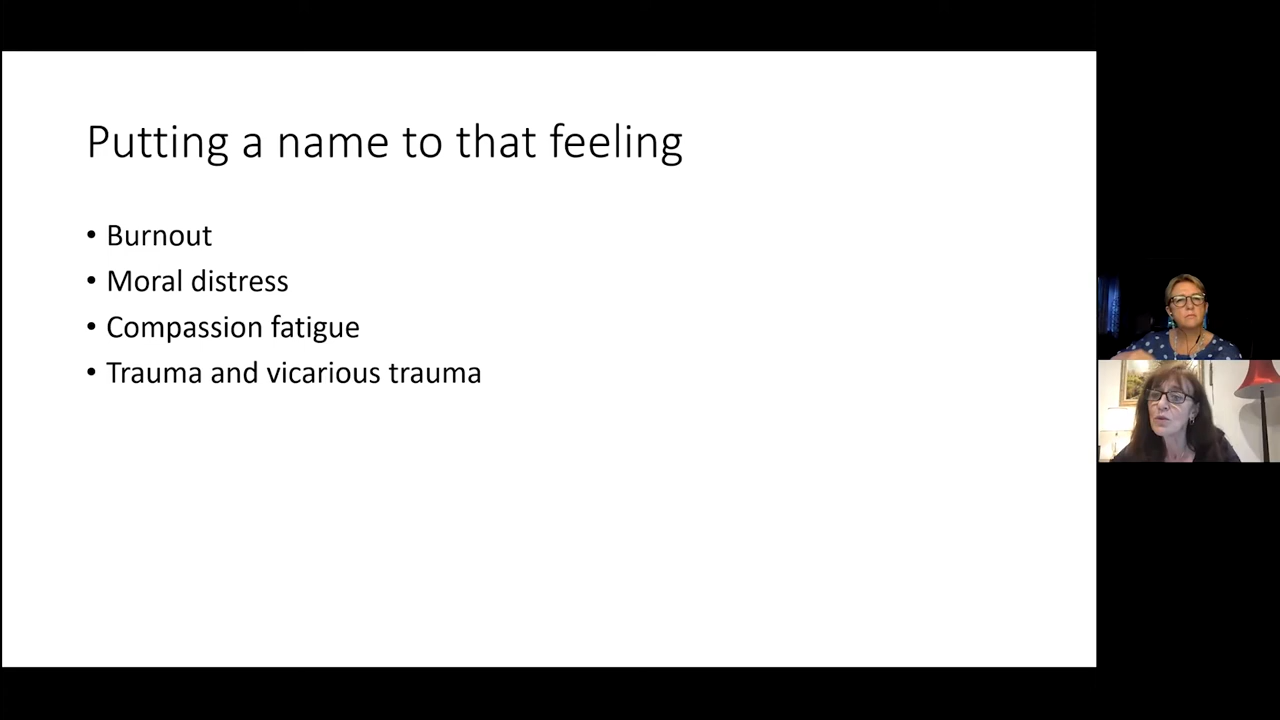 Putting a name to that feeling
• Burnout
• Moral distress
• Compassion fatigue
• Trauma and vicarious trauma